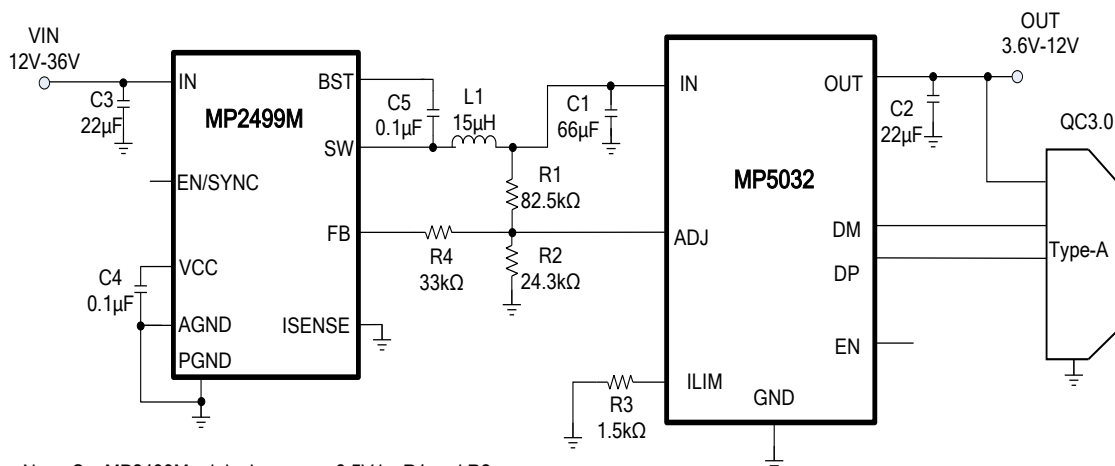 VIN
12V-36V
C3
22µF
IN
BST
MP2499M
EN/SYNC
SW
FB
VCC
C4
0.1µF
AGND
ISENSE
PGND
C5
0.1µF
L1
15µH
R1
82.5kΩ
R4
33kΩ
R2
24.3kΩ
C1
66µF
IN
OUT
MP5032
ADJ
DM
DP
EN
ILIM
GND
R3
1.5kΩ
OUT
3.6V-12V
C2
22µF
QC3.0
Type-A